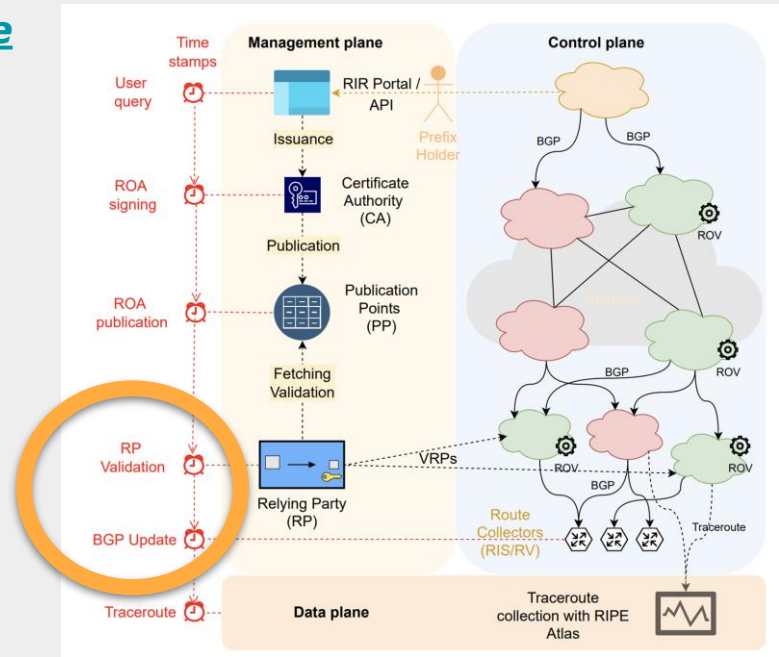 e
Time
stamps
Management plane
Control plane
User
query
RIR Portal /
API
Prefix
Holder
BGP
BGP
Issuance
ROA
signing
Certificate
Authority
(CA)
ROV
Publication
ROA
publication
Publication
Points
(PP)
Fetching
Validation
BGP
ROV
RP
Validation
VRPs
ROV
ROV
Relying Party
(RP)
BGP
Route
Collectors
(RIS/RV)
Traceroute
BGP Update
Traceroute
Data plane
Traceroute
collection with RIPE
Atlas